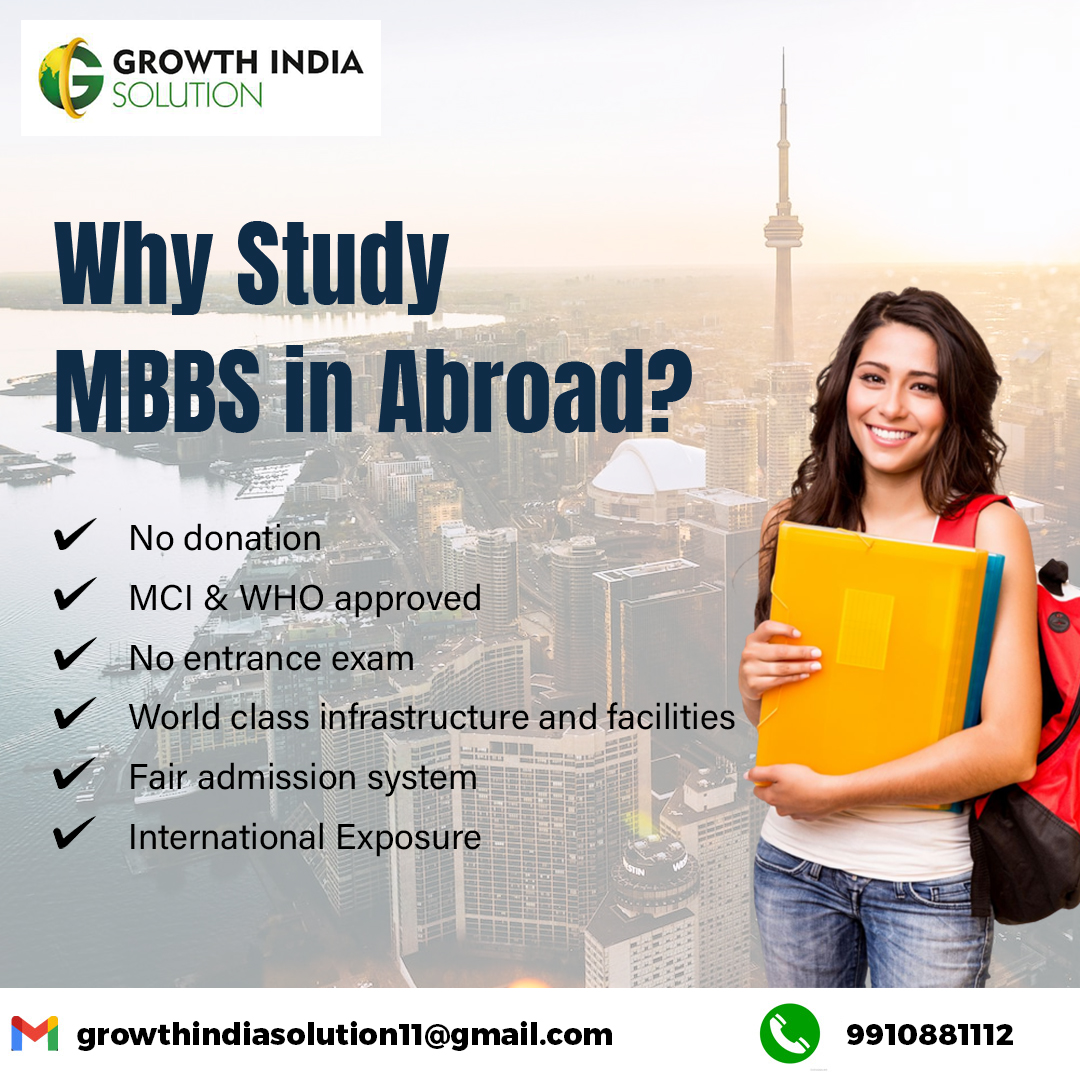 GROWTH INDIA
SOLUTION
Why Study
MBBS in Abroad?
No donation
MCI & WHO approved
No entrance exam
World class infrastructure and facilities
Fair admission system
International Exposure
growthindiasolution11@gmail.com
9910881112